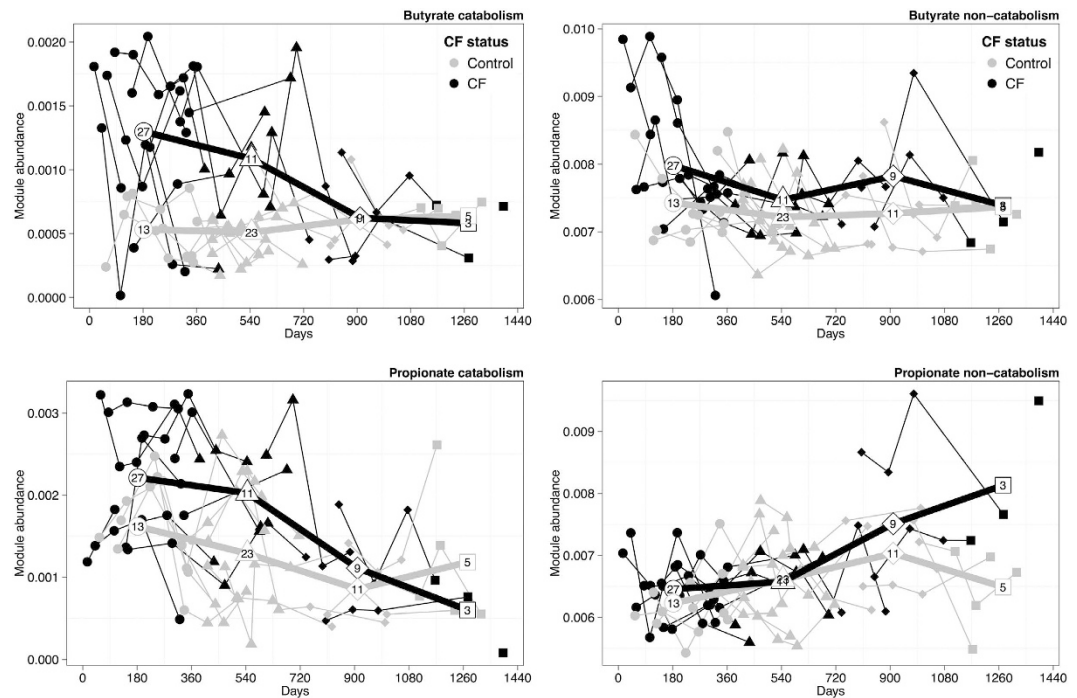 Butyrate catabolism
CF status
Control
CF
Module abundance
0.0020
0.0015
0.0010
0.0005
0.0000
27
11
9
3
13
23
5
0 180 360 540 720 900 1080 1260 1440
Days
Butyrate non−catabolism
CF status
Control
CF
Module abundance
0.010
0.009
0.008
0.007
0.006
27
11
9
13
23
11
0 180 360 540 720 900 1080 1260 1440
Days
Propionate catabolism
Module abundance
0.003
0.002
0.001
0.000
27
11
9
3
13
23
11
5
0 180 360 540 720 900 1080 1260 1440
Days
Propionate non−catabolism
Module abundance
0.009
0.008
0.007
0.006
27
9
3
13
11
5
0 180 360 540 720 900 1080 1260 1440
Days